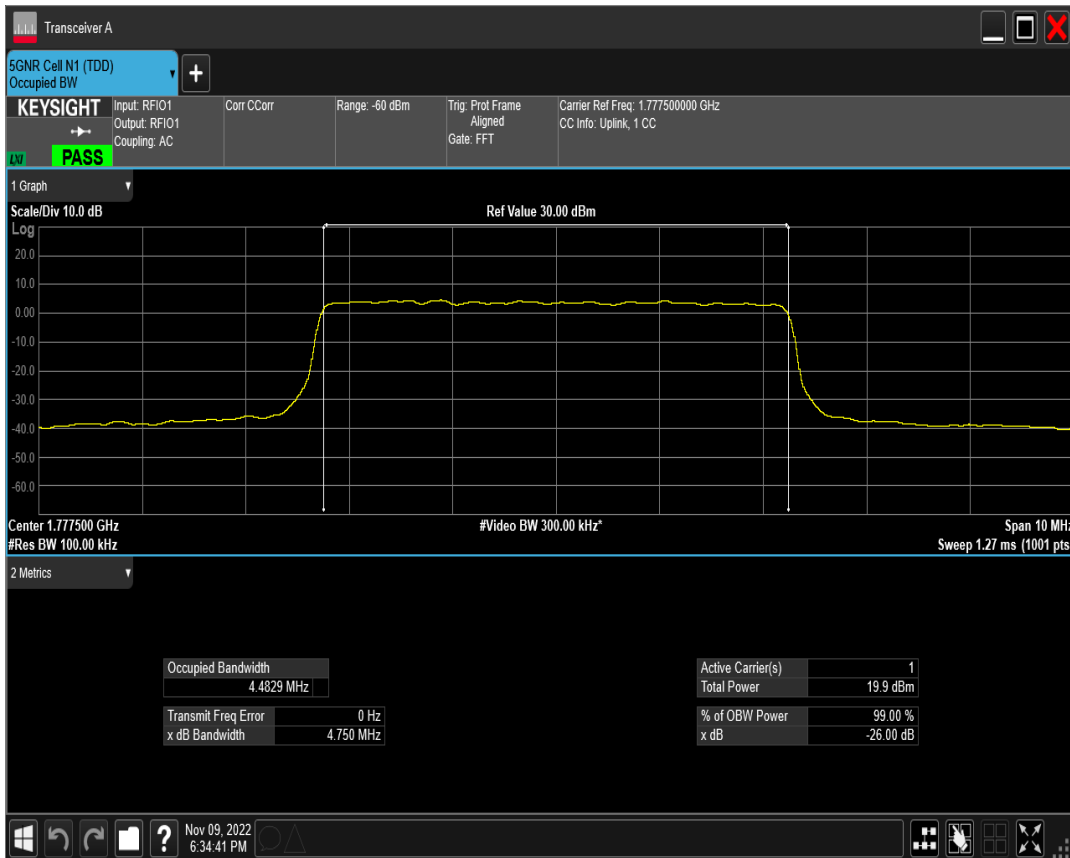 Transceiver A
5GNR Cell N1 (TDD)
Occupied BW
+
KEYSIGHT
LXI
PASS
Input: RFIO1
Output: RFIO1
Coupling: AC
Corr CCorr
Range: -60 dBm
Trig: Prot Frame
Aligned
Gate: FFT
Carrier Ref Freq: 1.777500000 GHz
CC Info: Uplink, 1 CC
1 Graph
Scale/Div 10.0 dB
Ref Value 30.00 dBm
Log
20.0
10.0
0.00
-10.0
-20.0
-30.0
-40.0
-50.0
-60.0
Center 1.777500 GHz
#Video BW 300.00 kHz*
Span 10 MHz
#Res BW 100.00 kHz
Sweep 1.27 ms (1001 pts
2 Metrics
Occupied Bandwidth
4.4829 MHz
Transmit Freq Error 0 Hz
x dB Bandwidth 4.750 MHz
Active Carrier(s) 1
Total Power 19.9 dBm
% of OBW Power 99.00 %
x dB -26.00 dB
?
Nov 09, 2022
6:34:41 PM